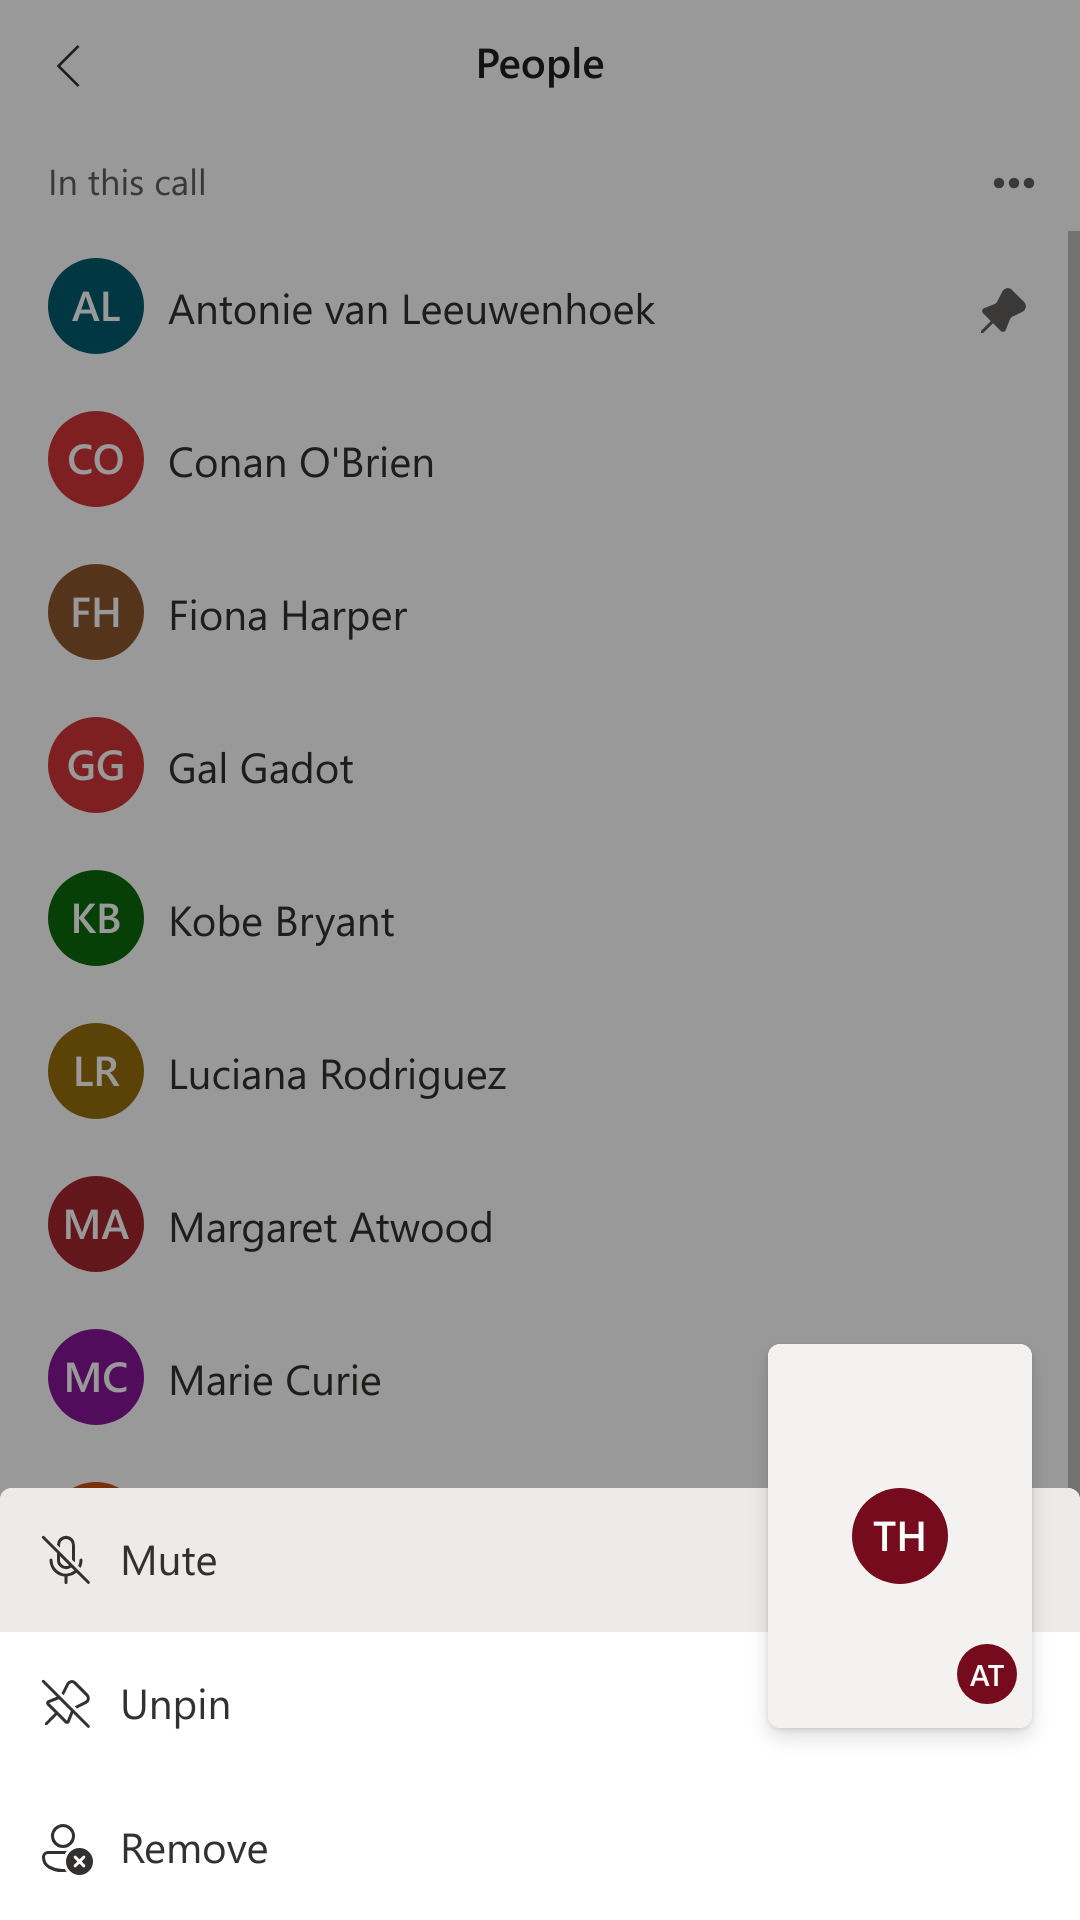 People
In this call
AL Antonie van Leeuwenhoek
CO Conan O'Brien
FH Fiona Harper
GG Gal Gadot
KB Kobe Bryant
LR Luciana Rodriguez
MA Margaret Atwood
MC Marie Curie
Mute
TH
AT
Unpin
Remove